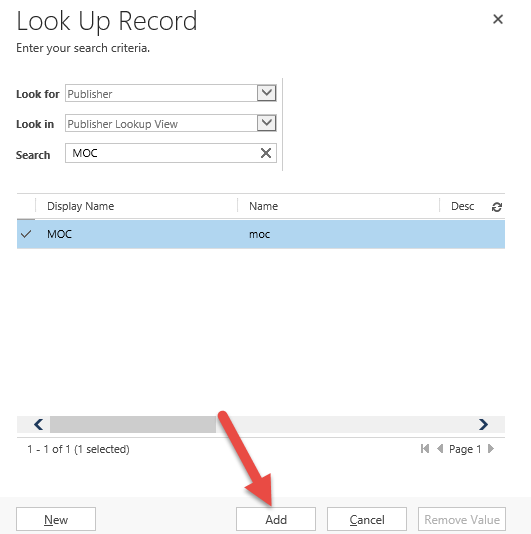 Look Up Record
Enter your search criteria.
Look for Publisher
Look in Publisher Lookup View
Search MOC
Display Name Name Desc
MOC moc
1 - 1 of 1 (1 selected) Page 1
New Add Cancel Remove Value